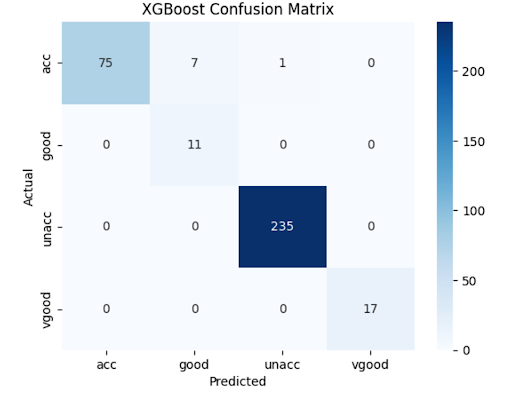 XGBoost Confusion Matrix
acc 75 7 1 0
good 0 11 0 0
unacc 0 0 235 0
vgood 0 0 0 17
acc good unacc vgood
Predicted
Actual
200
150
100
50
0